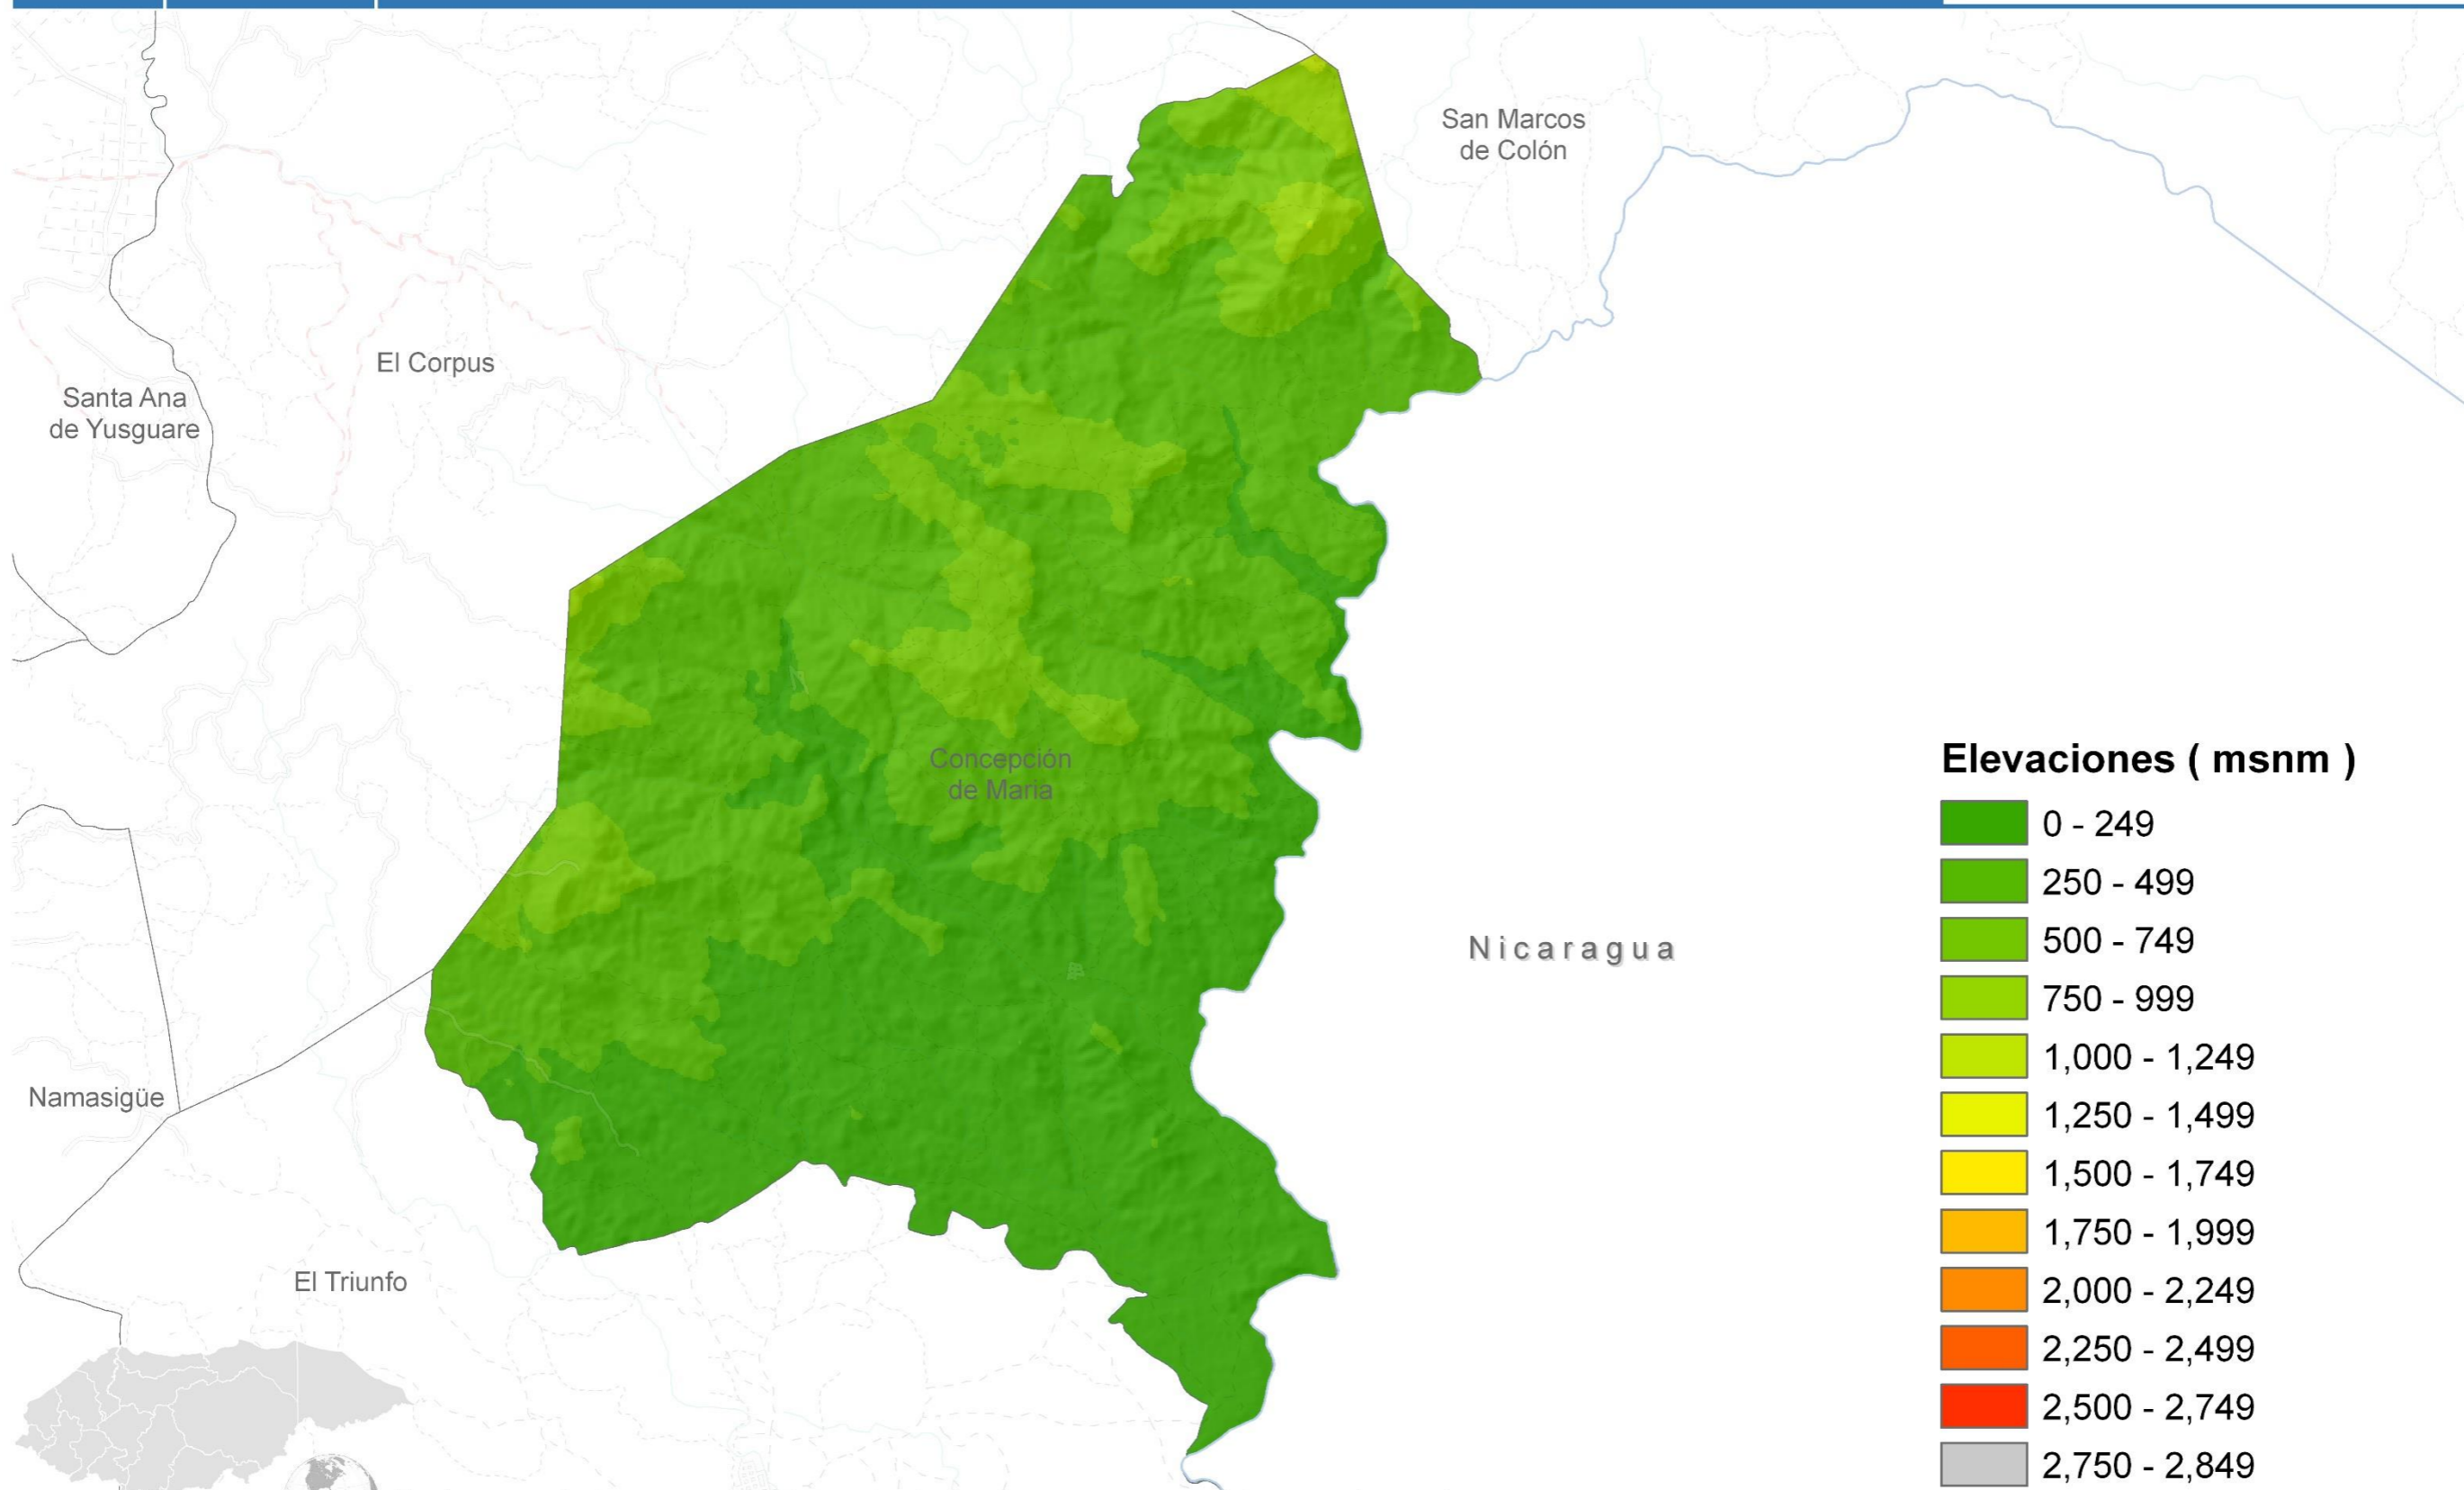 San Marcos
de Colón
El Corpus
Santa Ana
de Yusguare
Concepción
de María
Nicaragua
Namasigüe
El Triunfo
Elevaciones ( msnm )
0 - 249
250 - 499
500 - 749
750 - 999
1,000 - 1,249
1,250 - 1,499
1,500 - 1,749
1,750 - 1,999
2,000 - 2,249
2,250 - 2,499
2,500 - 2,749
2,750 - 2,849